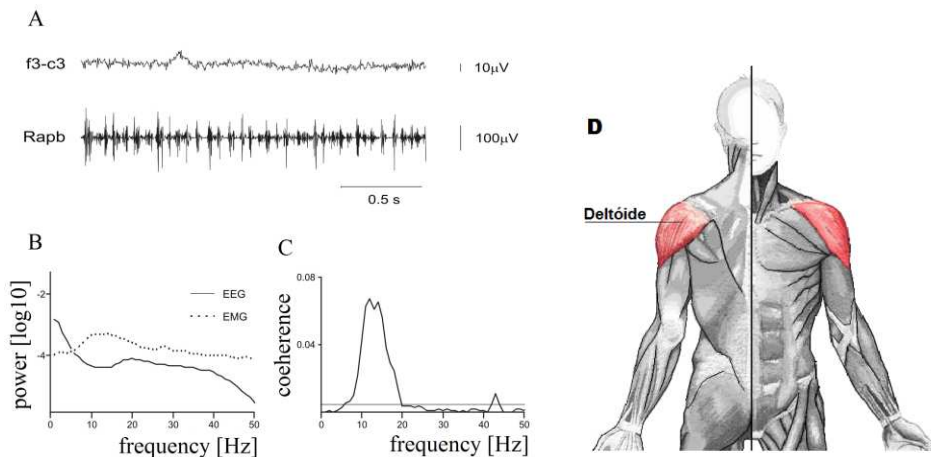 A
f3-c3
10μV
Rapb
100μV
0.5 s
B
-2
-4
EEG
EMG
power [log10]
0 10 20 30 40 50
frequency [Hz]
C
0.08
0.04
coeherence
0 10 20 30 40 50
frequency [Hz]
D
Deltóide